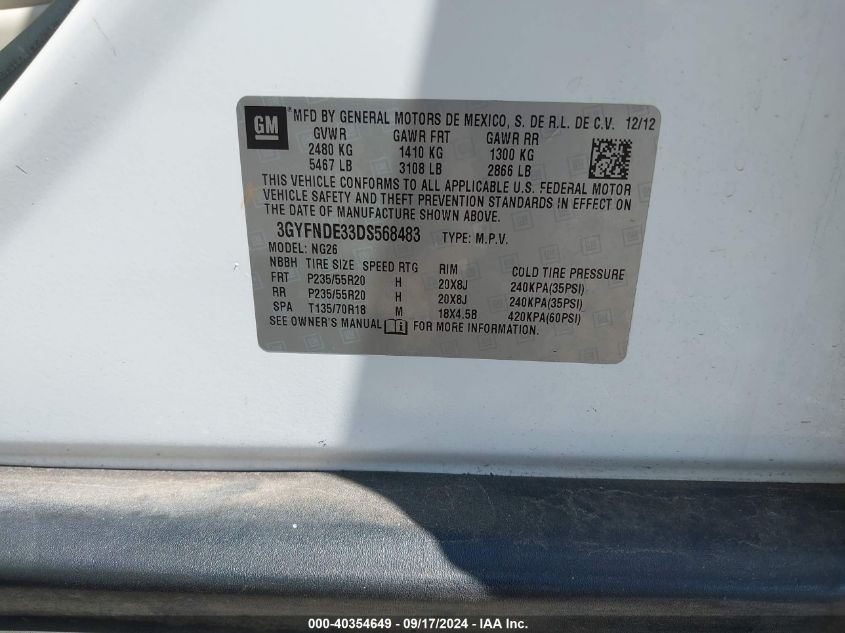 GM
®MFD BY GENERAL MOTORS DE MEXICO, S. DE R.L. DE C.V. 12/12
GVWR GAWR FRT GAWR RR
2480 KG 1410 KG 1300 KG
5467 LB 3108 LB 2866 LB
THIS VEHICLE CONFORMS TO ALL APPLICABLE U.S. FEDERAL MOTOR
VEHICLE SAFETY AND THEFT PREVENTION STANDARDS IN EFFECT ON
THE DATE OF MANUFACTURE SHOWN ABOVE.
3GYFNDE33DS568483 TYPE: M.P.V.
MODEL: NG26
NBBH TIRE SIZE SPEED RTG RIM COLD TIRE PRESSURE
FRT P235/55R20 H 20X8J 240KPA(35PSI)
RR P235/55R20 H 20X8J 240KPA(35PSI)
SPA T135/70R18 M 18X4.5B 420KPA(60PSI)
SEE OWNER'S MANUAL FOR MORE INFORMATION.
000-40354649 - 09/17/2024 - IAA Inc.